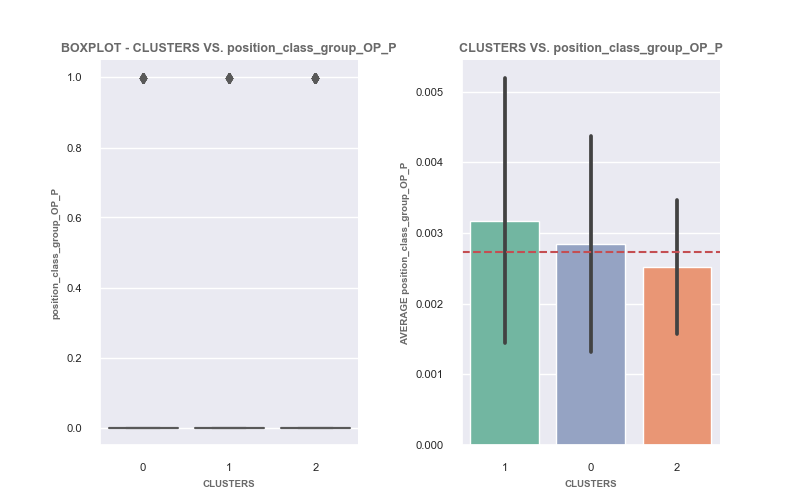 BOXPLOT - CLUSTERS VS. position_class_group_OP_P
position_class_group_OP_P
1.0
0.8
0.6
0.4
0.2
0.0
0 1 2
CLUSTERS
CLUSTERS VS. position_class_group_OP_P
AVERAGE position_class_group_OP_P
0.005
0.004
0.003
0.002
0.001
0.000
1 0 2
CLUSTERS